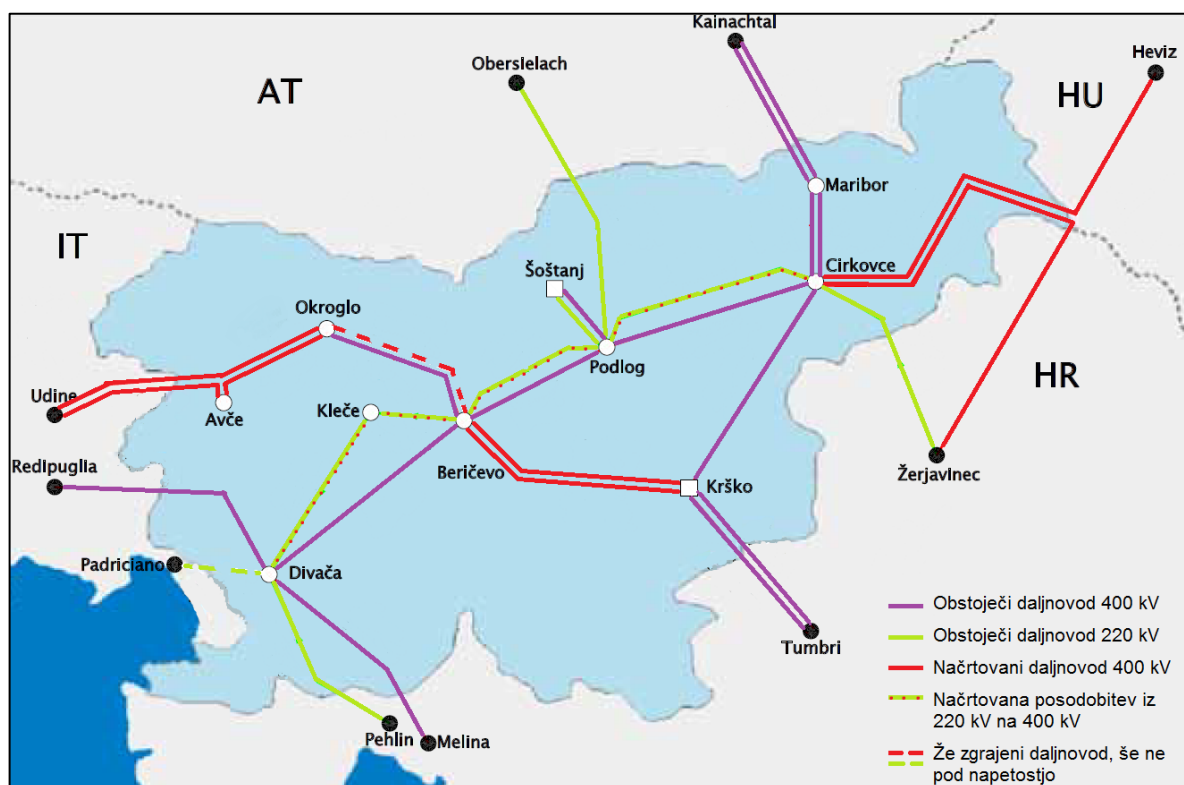 Kainachtal
Obersielach
Heviz
AT
HU
Maribor
IT
Šoštanj
Cirkovce
Okroglo
Podlog
HR
Udine
Avče
Kleče
Redipuglia
Beričevo
Krško
Žerjavinec
Padriciano
Divača
Tumbri
Pehlin
Melina
Obstoječi daljnovod 400 kV
Obstoječi daljnovod 220 kV
Načrtovani daljnovod 400 kV
Načrtovana posodobitev iz
220 kV na 400 kV
Že zgrajeni daljnovod, še ne
pod napetostjo